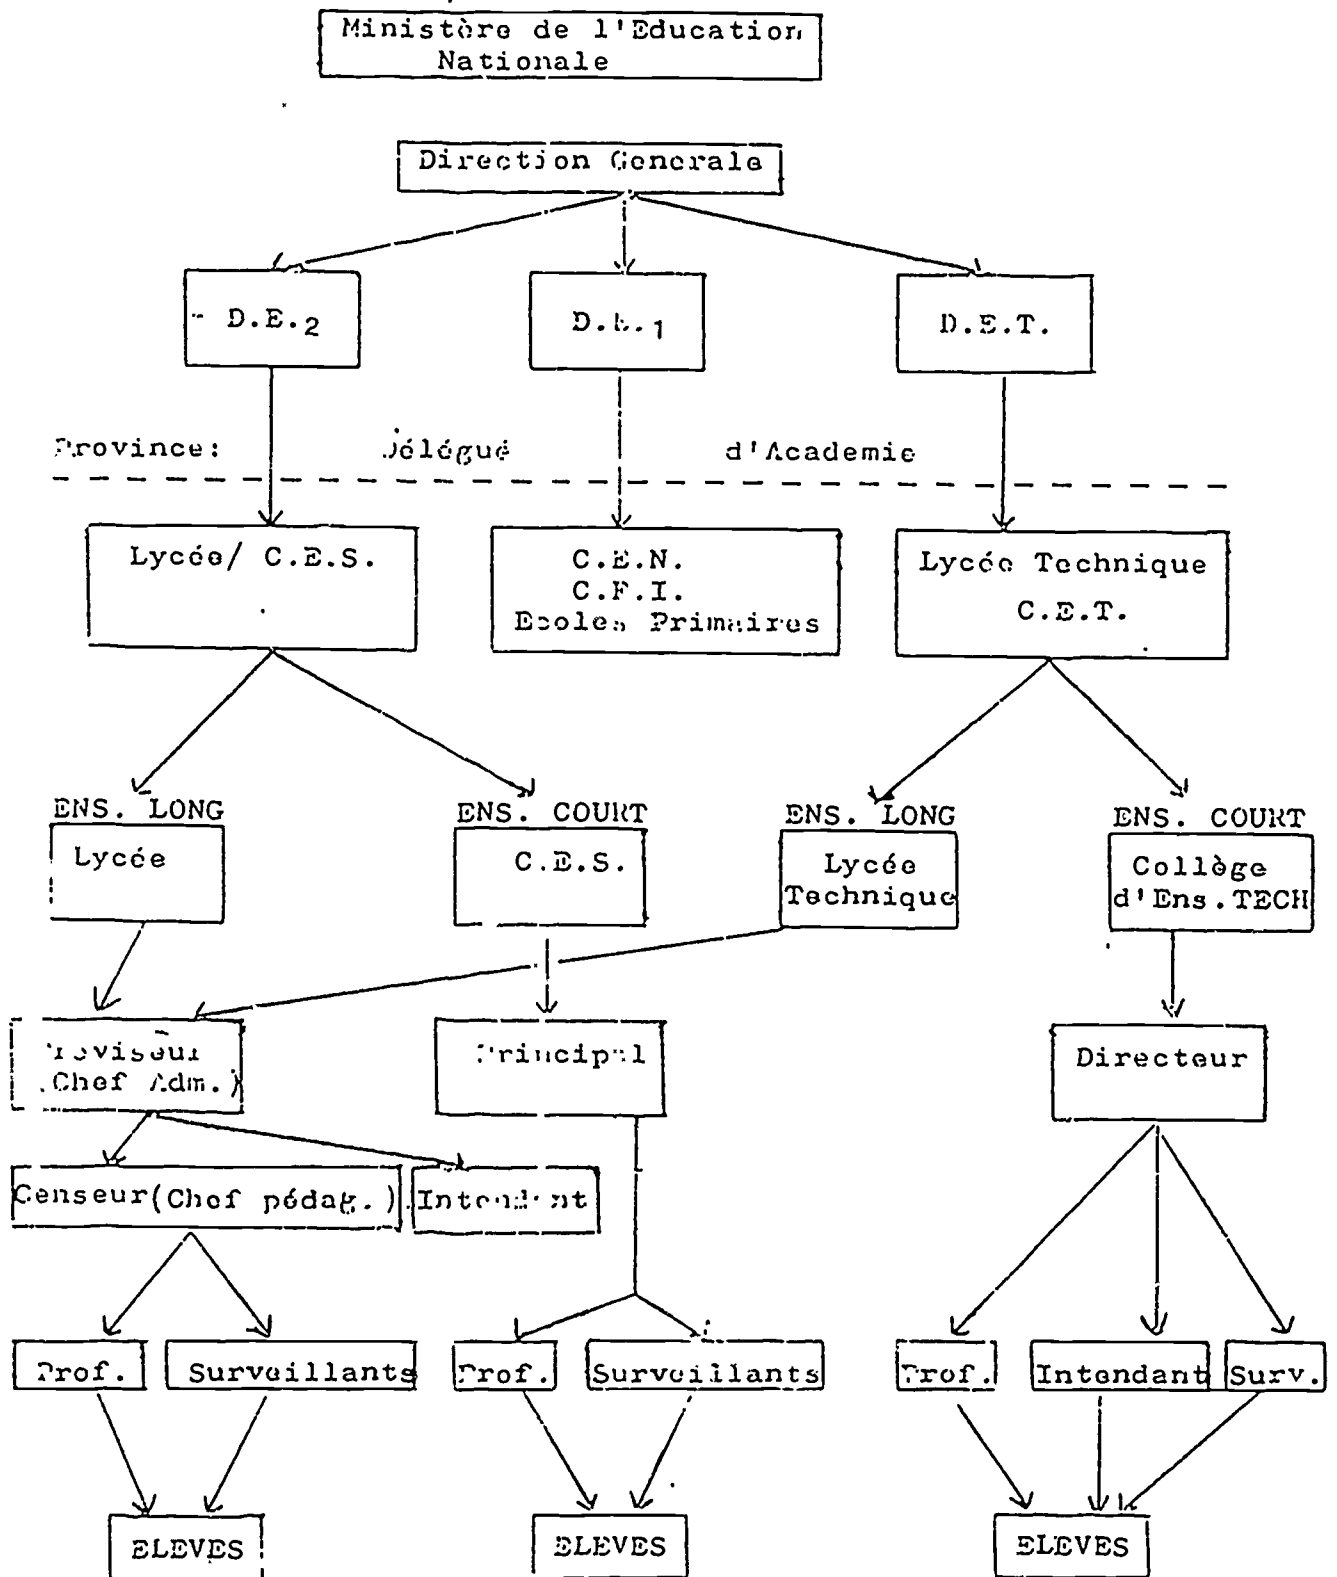 Ministère de l'Education
Nationale
Direction Generale
D.E.2
D.E.1
D.E.T.
Province: Délégué d'Academie
Lycée/ C.E.S.
C.E.N.
C.F.I.
Ecoles Primaires
Lycée Technique
C.E.T.
ENS. LONG
Lycée
ENS. COURT
C.E.S.
ENS. LONG
Lycée
Technique
ENS. COURT
Collège
d'Ens.TECH
Proviseur
(Chef Adm.)
Principal
Directeur
Censeur(Chef pédag.)
Intendant
Prof.
Surveillants
Prof.
Surveillants
Prof.
Intendant
Surv.
ELEVES
ELEVES
ELEVES